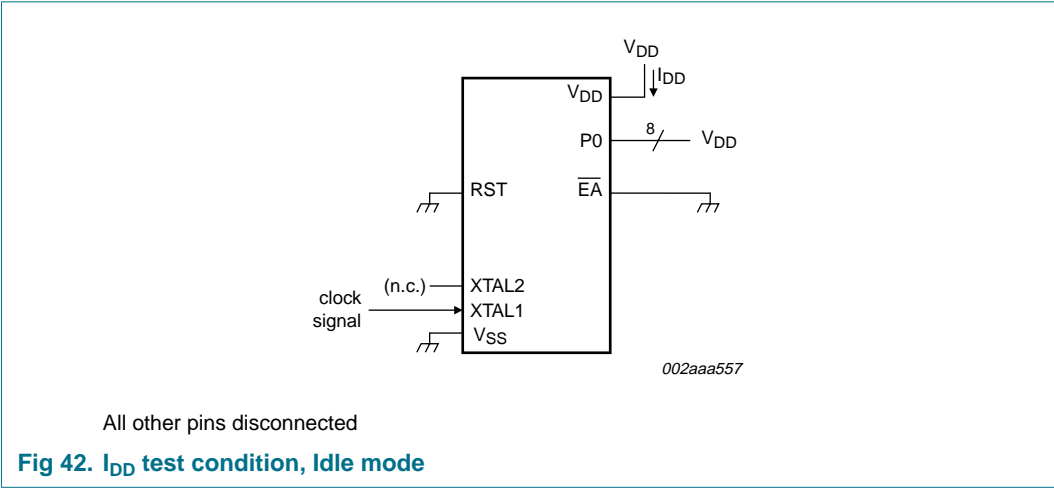 VDD
IDD
VDD
P0
8
VDD
RST
EA
(n.c.)
XTAL2
clock
signal
XTAL1
VSS
002aaa557
All other pins disconnected
Fig 42. IDD test condition, Idle mode